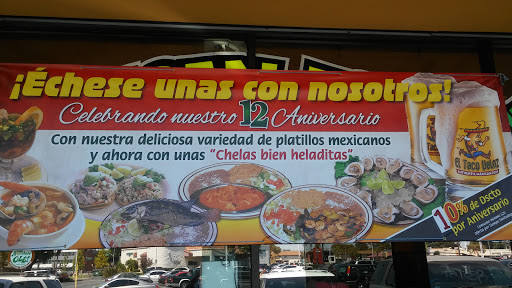 ¡Échese unas con nosotros!
Celebrando nuestro 12 Aniversario
Con nuestra deliciosa variedad de platillos mexicanos
y ahora con unas "Chelas bien heladitas"
El Taco Veloz
10% de DSCTO
por Aniversario